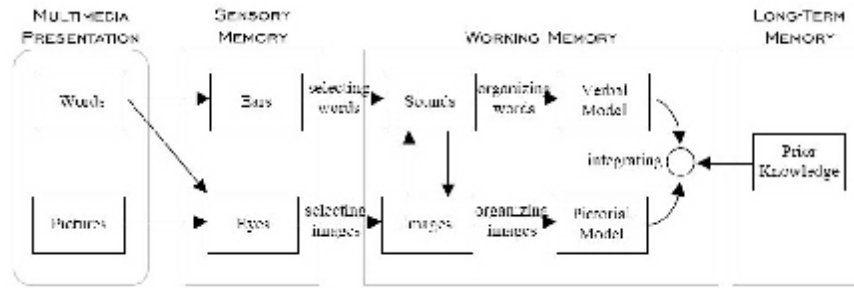 MULTIMEDIA
PRESENTATION
SENSORY
MEMORY
WORKING MEMORY
LONG-TERM
MEMORY
Words
Ears
selecting
words
Sounds
organizing
words
Verbal
Model
integrating
Prior
Knowledge
Pictures
Eyes
selecting
images
Images
organizing
images
Pictorial
Model